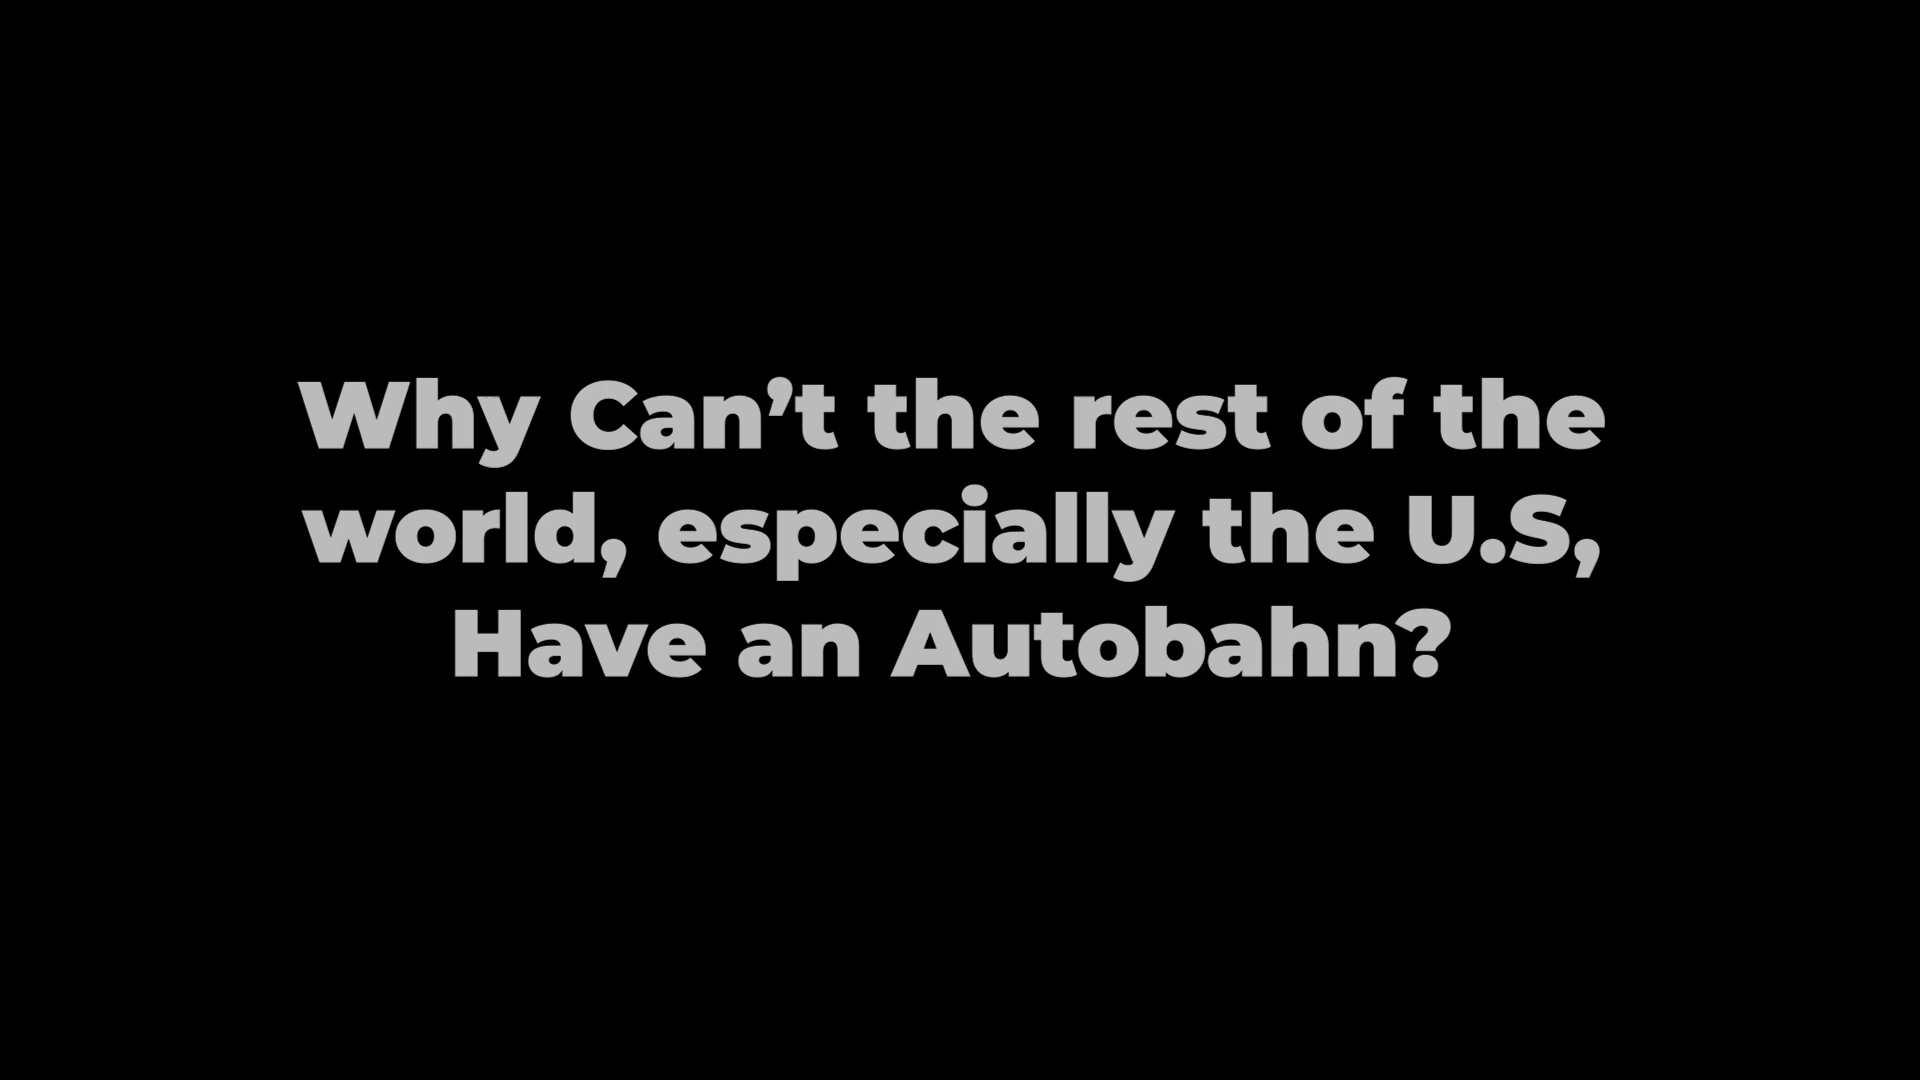 Why Can’t the rest of the
world, especially the U.S,
Have an Autobahn?